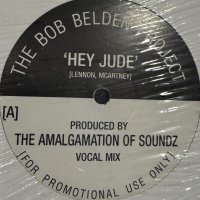 THE BOB BELDEN PROJECT
'HEY JUDE'
[LENNON, MCARTNEY]
[A]
PRODUCED BY
THE AMALGAMATION OF SOUNDZ
VOCAL MIX
[FOR PROMOTIONAL USE ONLY]